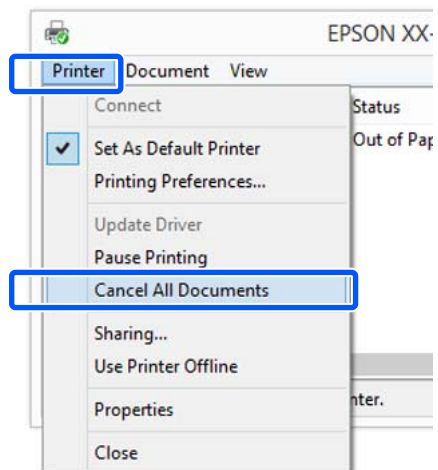 EPSON XX-
Printer Document View
Connect
Status
Set As Default Printer
Out of Pap
Printing Preferences...
Update Driver
Pause Printing
Cancel All Documents
Sharing...
Use Printer Offline
nter.
Properties
Close